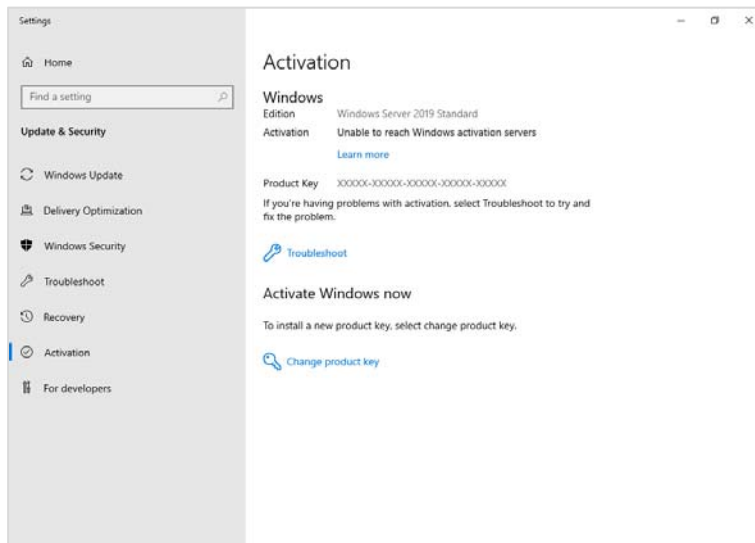 Settings
Home
Find a setting
Update & Security
Windows Update
Delivery Optimization
Windows Security
Troubleshoot
Recovery
Activation
For developers
Activation
Windows
Edition Windows Server 2019 Standard
Activation Unable to reach Windows activation servers
Learn more
Product Key XXXXX-XXXXX-XXXXX-XXXXX-XXXXX
If you're having problems with activation, select Troubleshoot to try and
fix the problem.
Troubleshoot
Activate Windows now
To install a new product key, select change product key.
Change product key